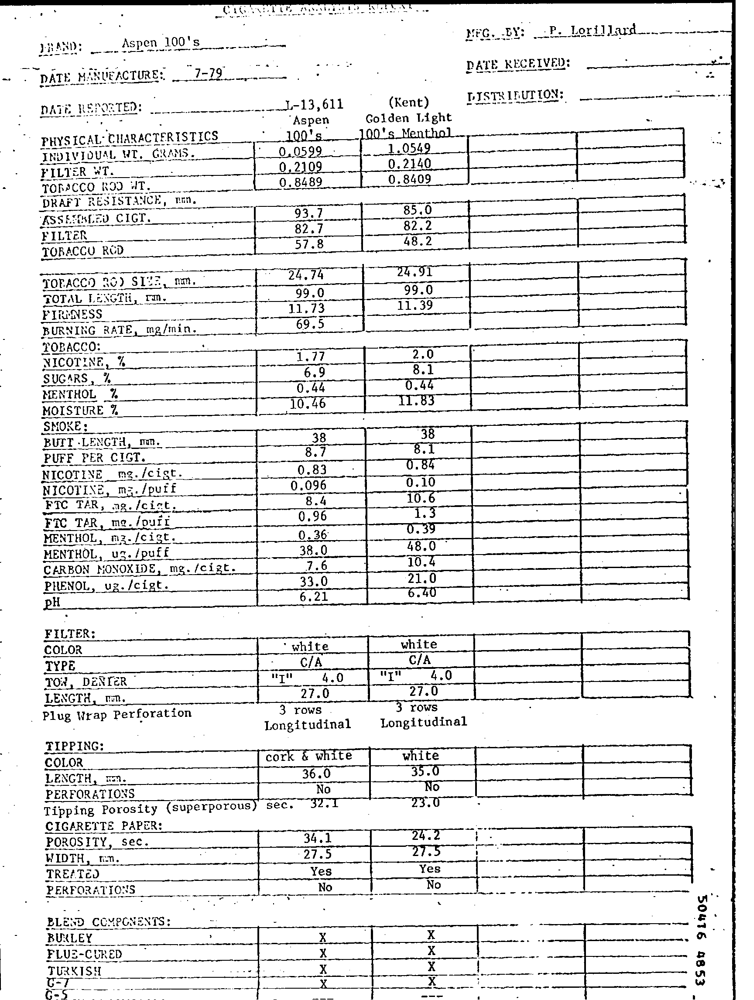 CIGARETTE ANALYSIS REPORT
BRAND: Aspen 100's MFG. BY: P. Lorillard
DATE MANUFACTURE: 7-79 DATE RECEIVED:
DATE REPORTED: DISTRIBUTION:
L-13,611 (Kent)
Aspen Golden Light
PHYSICAL CHARACTERISTICS 100's 100's Menthol
INDIVIDUAL WT. GRAMS. 0.0599 1.0549
FILTER WT. 0.2109 0.2140
TOBACCO ROD WT. 0.8489 0.8409
DRAFT RESISTANCE, mm.
ASSEMBLED CIGT. 93.7 85.0
FILTER 82.7 82.2
TOBACCO ROD 57.8 48.2
TOBACCO ROD SIZE, mm. 24.74 24.91
TOTAL LENGTH, mm. 99.0 99.0
FIRMNESS 11.73 11.39
BURNING RATE, mg/min. 69.5
TOBACCO:
NICOTINE, % 1.77 2.0
SUGARS, % 6.9 8.1
MENTHOL % 0.44 0.44
MOISTURE % 10.46 11.83
SMOKE:
BUTT LENGTH, mm. 38 38
PUFF PER CIGT. 8.7 8.1
NICOTINE mg./cigt. 0.83 0.84
NICOTINE, mg./puff 0.096 0.10
FTC TAR, mg./cigt. 8.4 10.6
FTC TAR, mg./puff 0.96 1.3
MENTHOL, mg./cigt. 0.36 0.39
MENTHOL, ug./puff 38.0 48.0
CARBON MONOXIDE, mg./cigt. 7.6 10.4
PHENOL, ug./cigt. 33.0 21.0
pH 6.21 6.40
FILTER:
COLOR white white
TYPE C/A C/A
TOW, DENIER "I" 4.0 "I" 4.0
LENGTH, mm. 27.0 27.0
Plug Wrap Perforation 3 rows 3 rows
Longitudinal Longitudinal
TIPPING:
COLOR cork & white white
LENGTH, mm. 36.0 35.0
PERFORATIONS No No
Tipping Porosity (superporous) sec. 32.1 23.0
CIGARETTE PAPER:
POROSITY, sec. 34.1 24.2
WIDTH, mm. 27.5 27.5
TREATED Yes Yes
PERFORATIONS No No
BLEND COMPONENTS:
BURLEY X X
FLUE-CURED X X
TURKISH X X
G-7 X X
G-5 --- ---
50416 4853